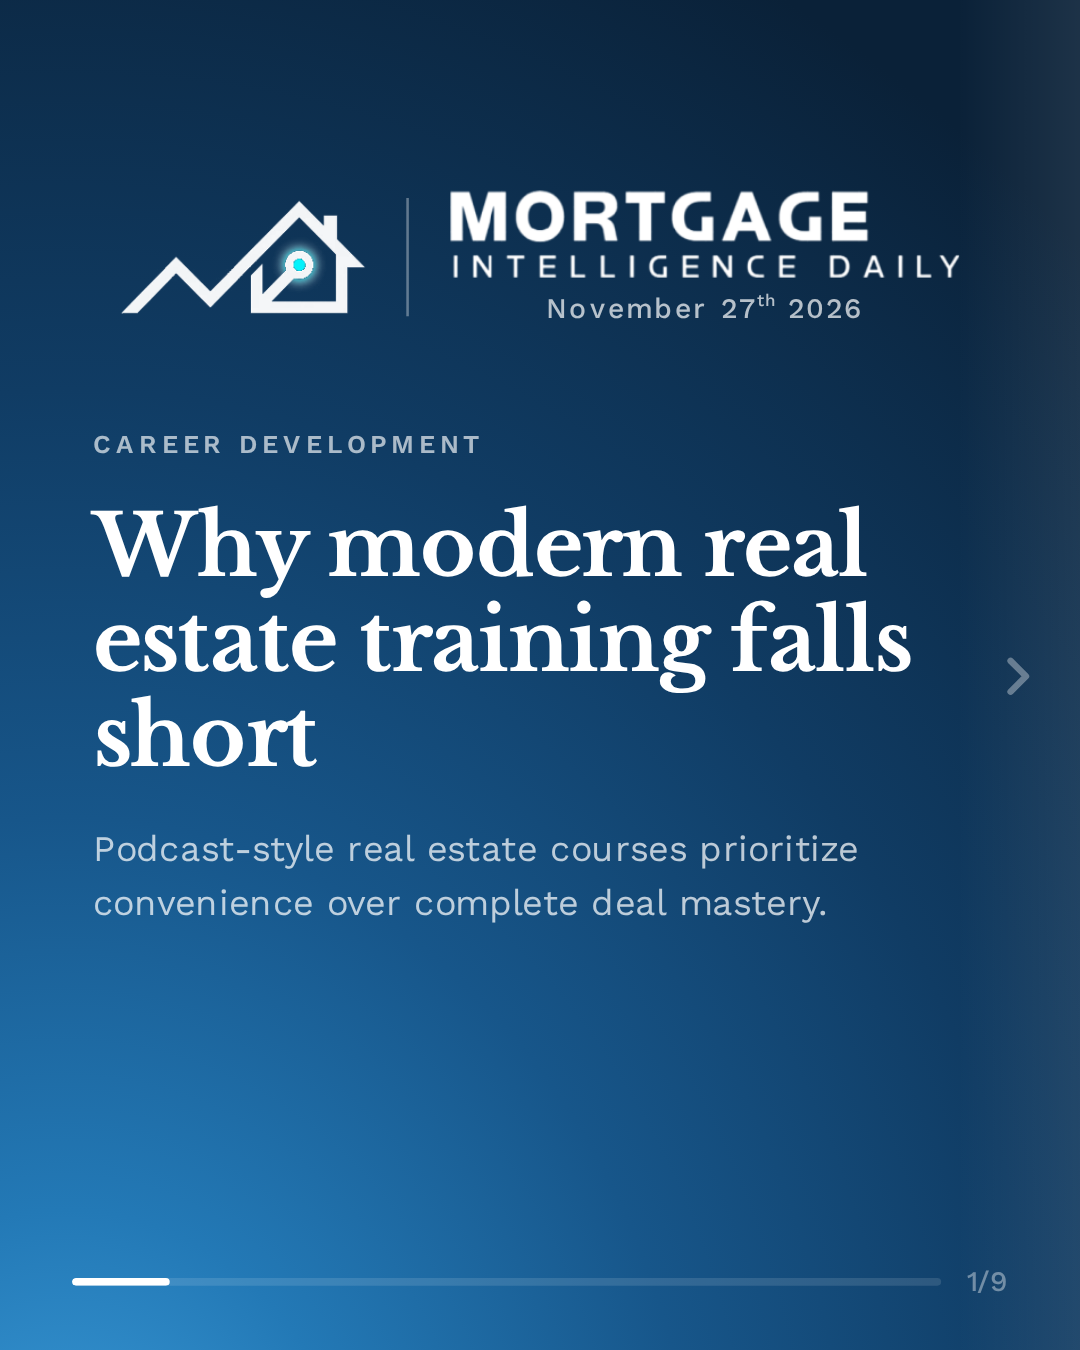 MORTGAGE
INTELLIGENCE DAILY
November 27th 2026
CAREER DEVELOPMENT
Why modern real
estate training falls
short
Podcast-style real estate courses prioritize
convenience over complete deal mastery.
1/9